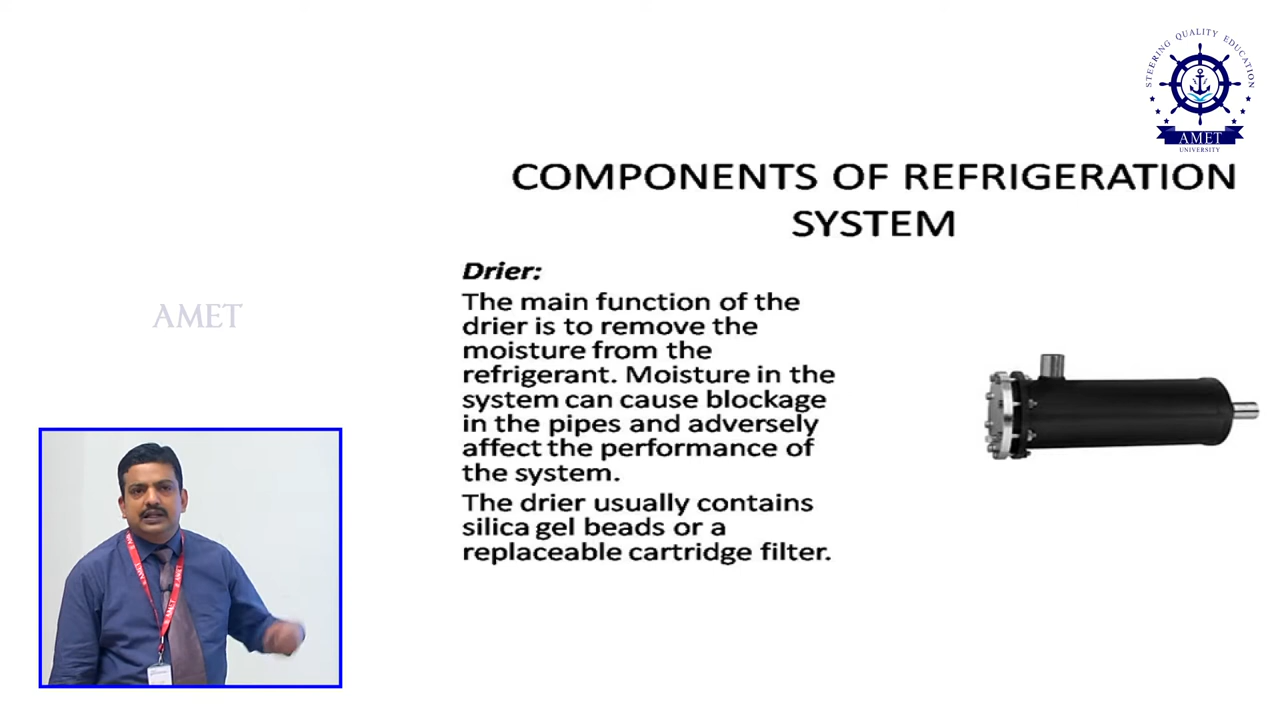 STEERING QUALITY EDUCATION
AMET
UNIVERSITY
COMPONENTS OF REFRIGERATION
SYSTEM
Drier:
The main function of the
drier is to remove the
moisture from the
refrigerant. Moisture in the
system can cause blockage
in the pipes and adversely
affect the performance of
the system.
The drier usually contains
silica gel beads or a
replaceable cartridge filter.
AMET
AMET
AMET